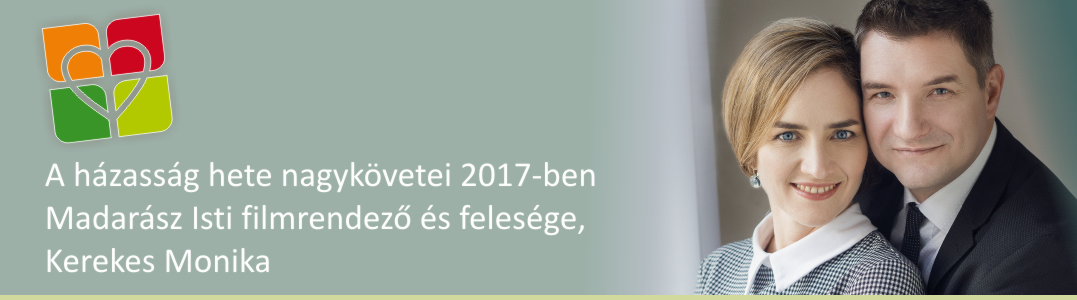 A házasság hete nagykövetei 2017-ben
Madarász Isti filmrendező és felesége,
Kerekes Monika